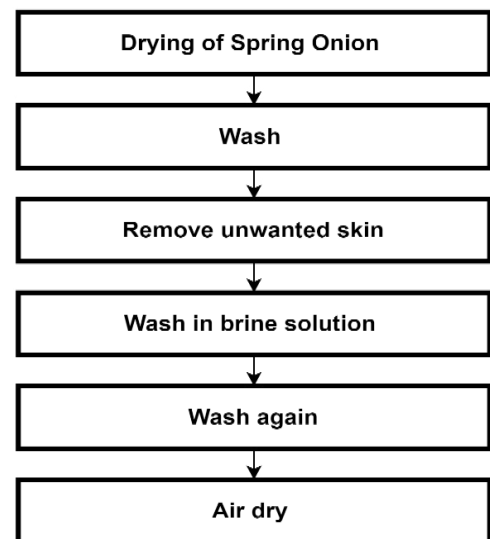 Drying of Spring Onion
Wash
Remove unwanted skin
Wash in brine solution
Wash again
Air dry